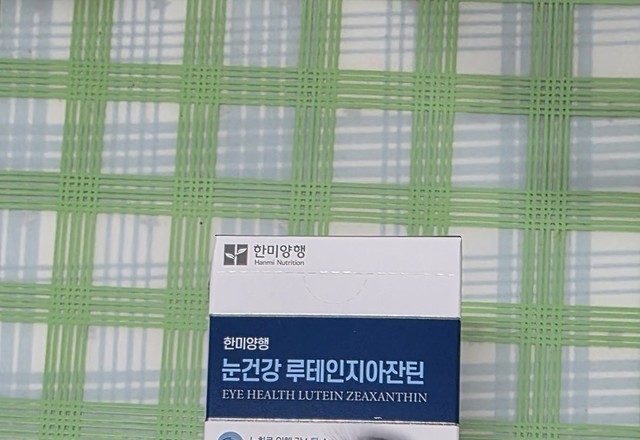 한미양행
Hanmi Nutrition
한미양행
눈건강 루테인지아잔틴
EYE HEALTH LUTEIN ZEAXANTHIN